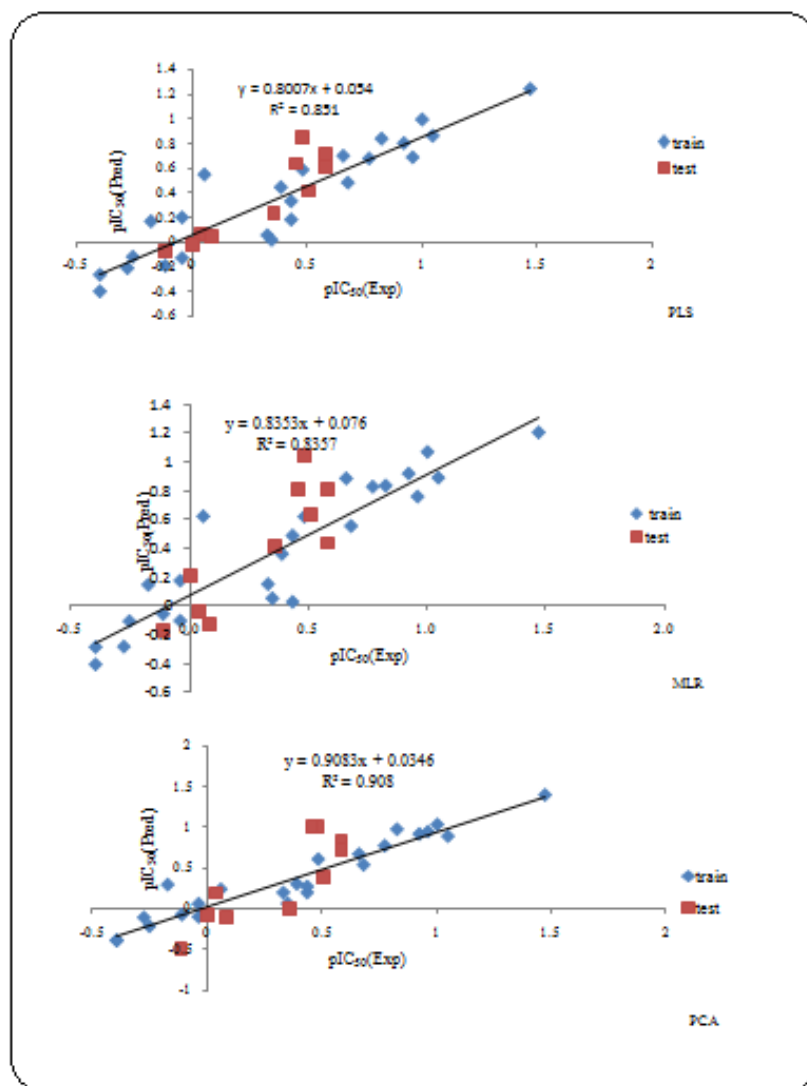 1.4
1.2
1
0.8
0.6
0.4
0.2
0
-0.2
-0.4
-0.6
-0.5
0
0.5
1
1.5
2
y = 0.8007x + 0.054
R² = 0.851
pIC₅₀(Pred)
pIC₅₀(Exp)
train
test
PLS
1.4
1.2
1
0.8
0.6
0.4
0.2
0.0
-0.2
-0.4
-0.6
-0.5
0.5
1.0
1.5
2.0
y = 0.8353x + 0.076
R² = 0.8357
pIC₅₀(Pred)
pIC₅₀(Exp)
train
test
MLR
2
1.5
1
0.5
0
-0.5
-1
-0.5
0
0.5
1
1.5
2
y = 0.9083x + 0.0346
R² = 0.908
pIC₅₀(Pred)
pIC₅₀(Exp)
train
test
PCA